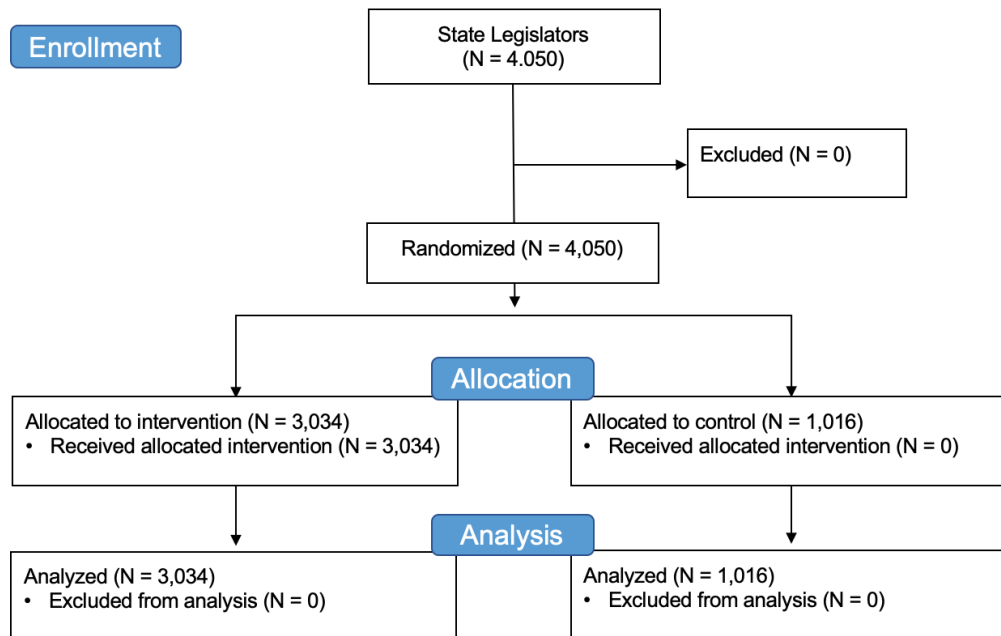 Enrollment
State Legislators
(N = 4.050)
Excluded (N = 0)
Randomized (N = 4,050)
Allocation
Allocated to intervention (N = 3,034)
• Received allocated intervention (N = 3,034)
Allocated to control (N = 1,016)
• Received allocated intervention (N = 0)
Analysis
Analyzed (N = 3,034)
• Excluded from analysis (N = 0)
Analyzed (N = 1,016)
• Excluded from analysis (N = 0)